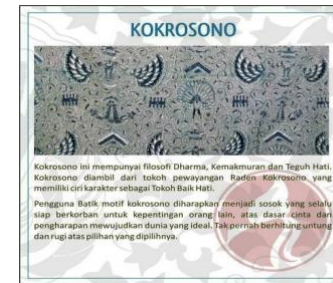 KOKROSONO
Kokrosono ini mempunyai filosofi Dharma, Kemakmuran dan Teguh Hati.
Kokrosono diambil dari tokoh pewayangan Raden Kokrosono yang
memiliki ciri karakter sebagai Tokoh Baik Hati.
Pengguna Batik motif kokrosono diharapkan menjadi sosok yang selalu
siap berkorban untuk kepentingan orang lain, atas dasar cinta dan
pengharapan mewujudkan dunia yang ideal. Tak pernah berhitung untung
dan rugi atas pilihan yang dipilihnya.